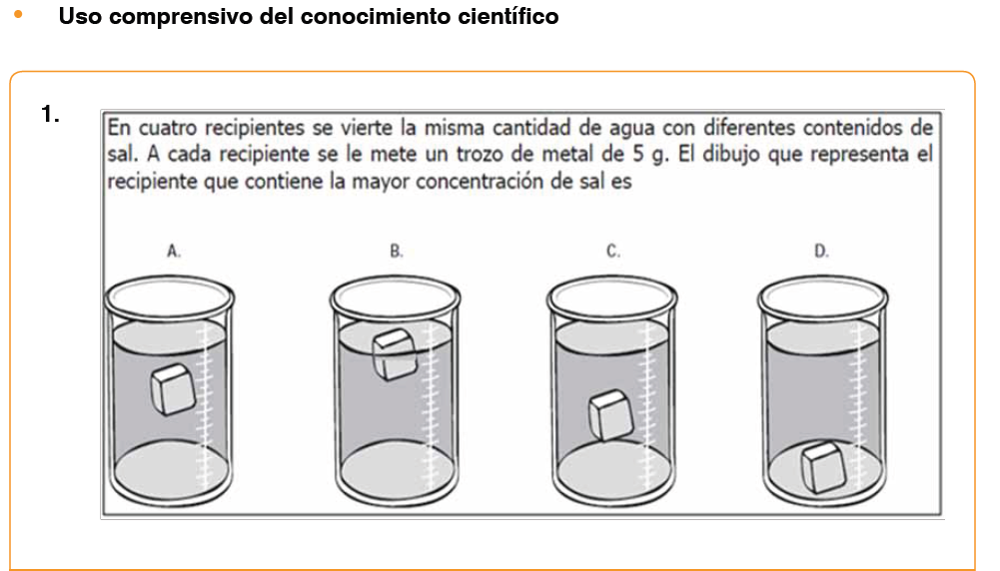 • Uso comprensivo del conocimiento científico
1.
En cuatro recipientes se vierte la misma cantidad de agua con diferentes contenidos de
sal. A cada recipiente se le mete un trozo de metal de 5 g. El dibujo que representa el
recipiente que contiene la mayor concentración de sal es
A. B. C. D.